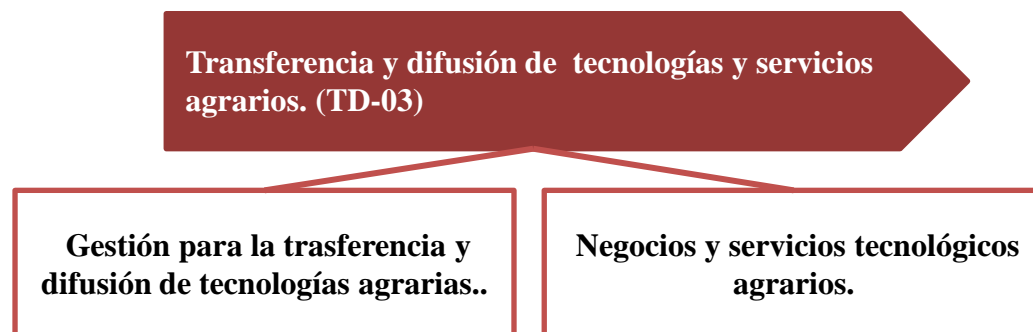 Transferencia y difusión de  tecnologías y servicios
agrarios. (TD-03)
Gestión para la trasferencia y
difusión de tecnologías agrarias..
Negocios y servicios tecnológicos
agrarios.